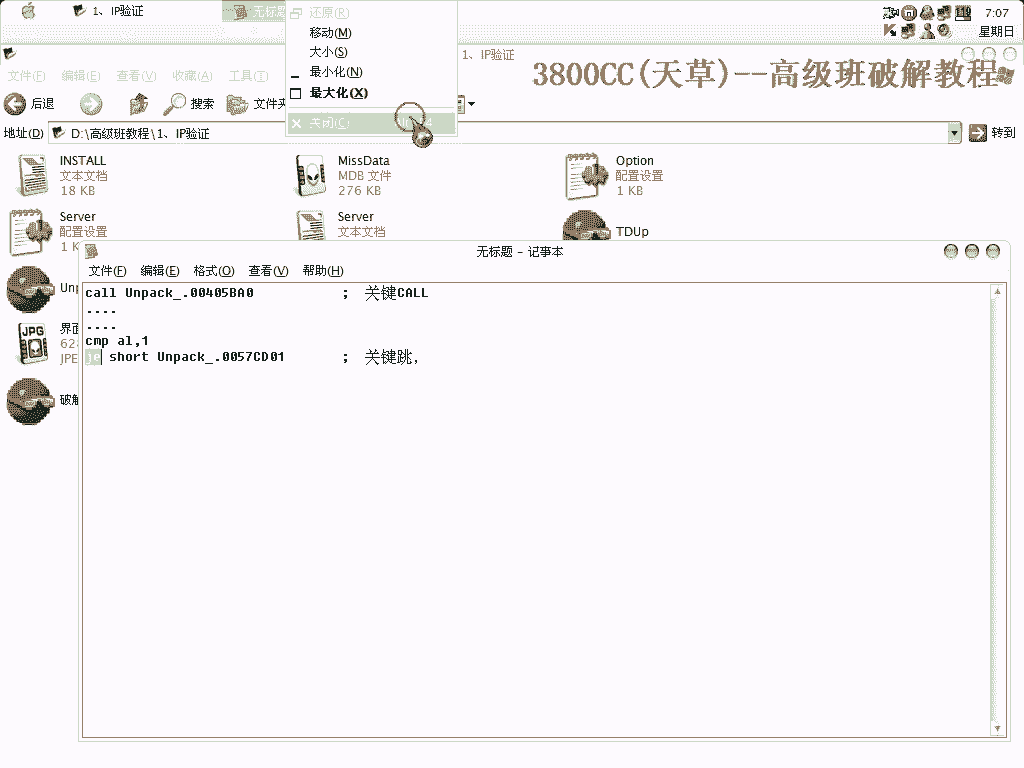 1、IP验证
无标题
7:07
星期日
还原(R)
移动(M)
大小(S)
最小化(N)
最大化(X)
关闭(C)
1、IP验证
文件(F) 编辑(E) 查看(V) 收藏(A) 工具(T)
3800CC(天草)--高级班破解教程
后退 搜索 文件夹
地址(D) D:\高级班教程\1、IP验证 转到
INSTALL
文本文档
18 KB
MissData
MDB 文件
276 KB
Option
配置设置
1 KB
Server
配置设置
1 K
Server
文本文档
TDUp
Unp
界面
628
JPE
破解
无标题 - 记事本
文件(F) 编辑(E) 格式(O) 查看(V) 帮助(H)
call Unpack_.00405BA0 ; 关键CALL
----
----
cmp al,1
je short Unpack_.0057CD01 ; 关键跳,